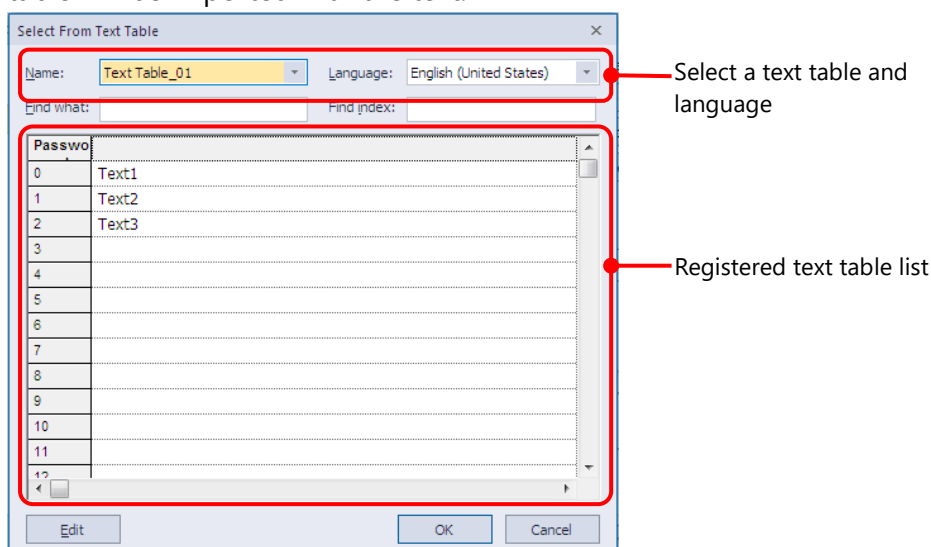 Select From Text Table
Name: Text Table_01 Language: English (United States)
Select a text table and
language
Find what: Find index:
Passwo
0 Text1
1 Text2
2 Text3
3
4
Registered text table list
5
6
7
8
9
10
11
12
Edit OK Cancel